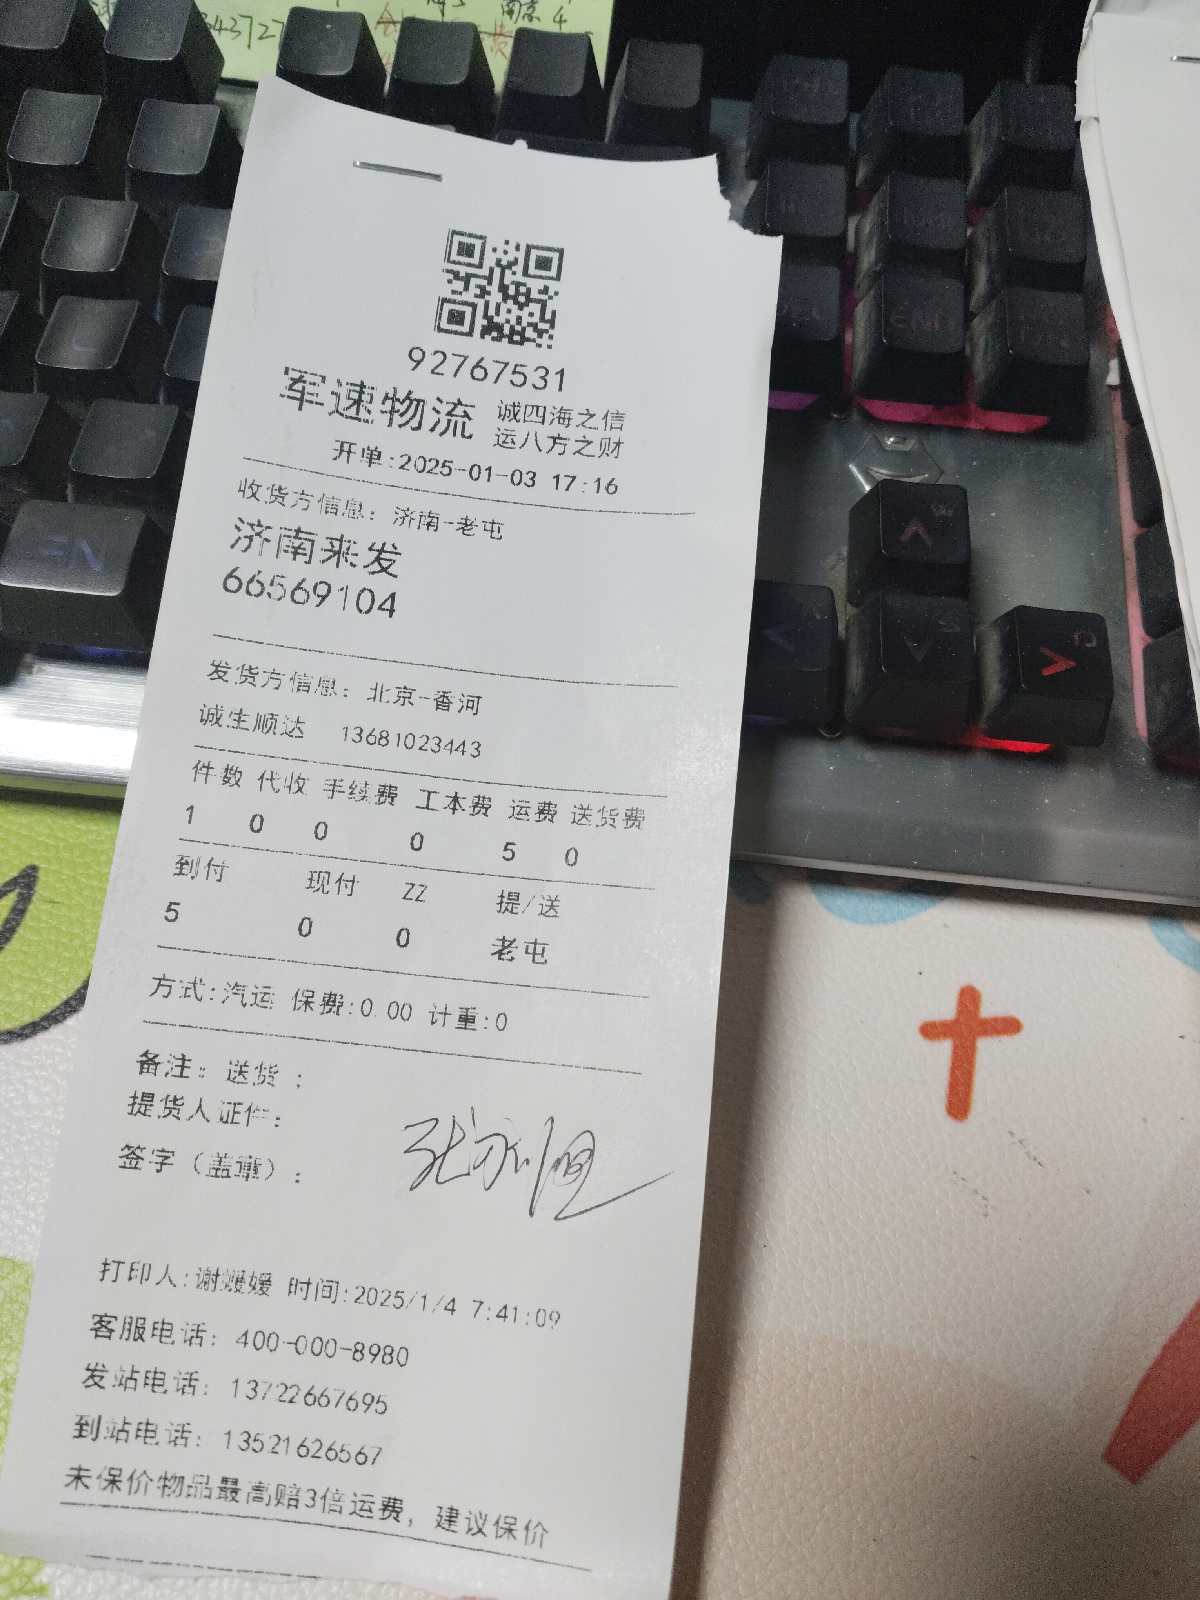 343727
南京 4
92767531
军速物流 诚四海之信
运八方之财
开单:2025-01-03 17:16
收货方信息: 济南-老屯
济南来发
66569104
发货方信息: 北京-香河
诚生顺达 13681023443
件数 代收 手续费 工本费 运费 送货费
1 0 0 0 5 0
到付 现付 ZZ 提/送
5 0 0 老屯
方式:汽运 保费:0.00 计重:0
备注: 送货 ;
提货人证件:
签字(盖章):
打印人:谢嫒嫒 时间:2025/1/4 7:41:09
客服电话: 400-000-8980
发站电话: 13722667695
到站电话: 13521626567
未保价物品最高赔3倍运费, 建议保价